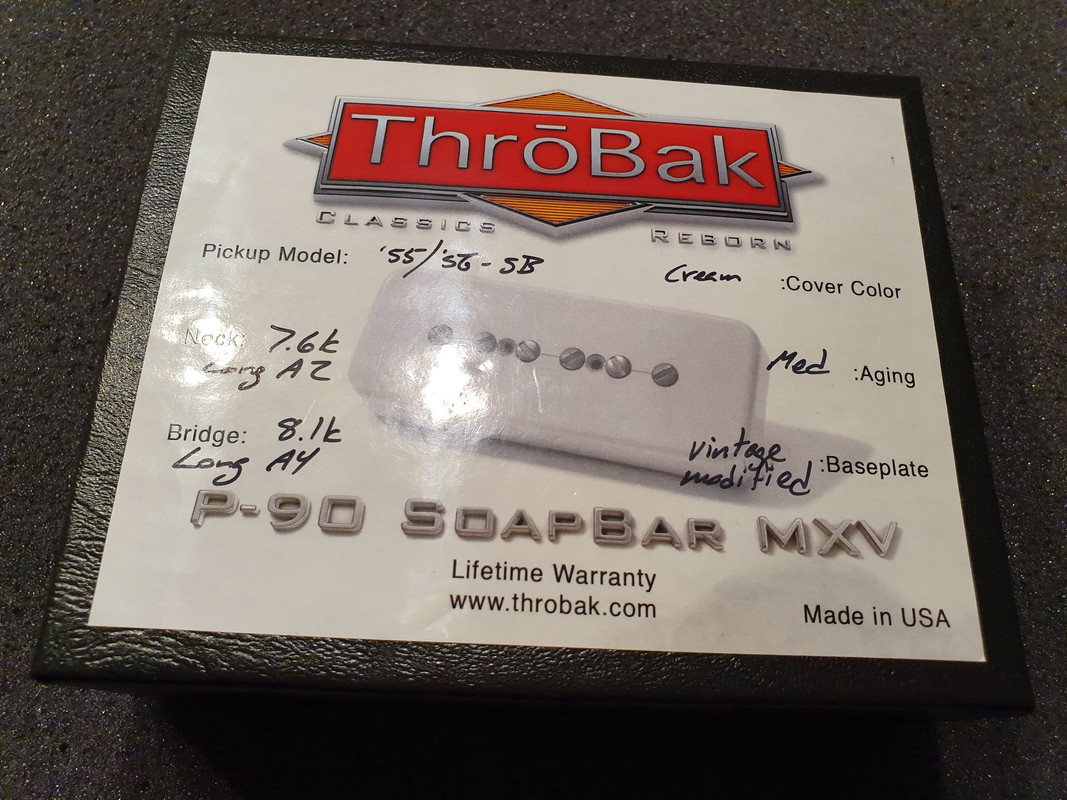 ThrōBak
CLASSICS REBORN
Pickup Model: '55/'56-SB
Cream :Cover Color
Neck: 7.6k
Long A2
Med :Aging
Bridge: 8.1k
Long A4
vintage
modified :Baseplate
P-90 SOAPBAR MXV
Lifetime Warranty
www.throbak.com
Made in USA